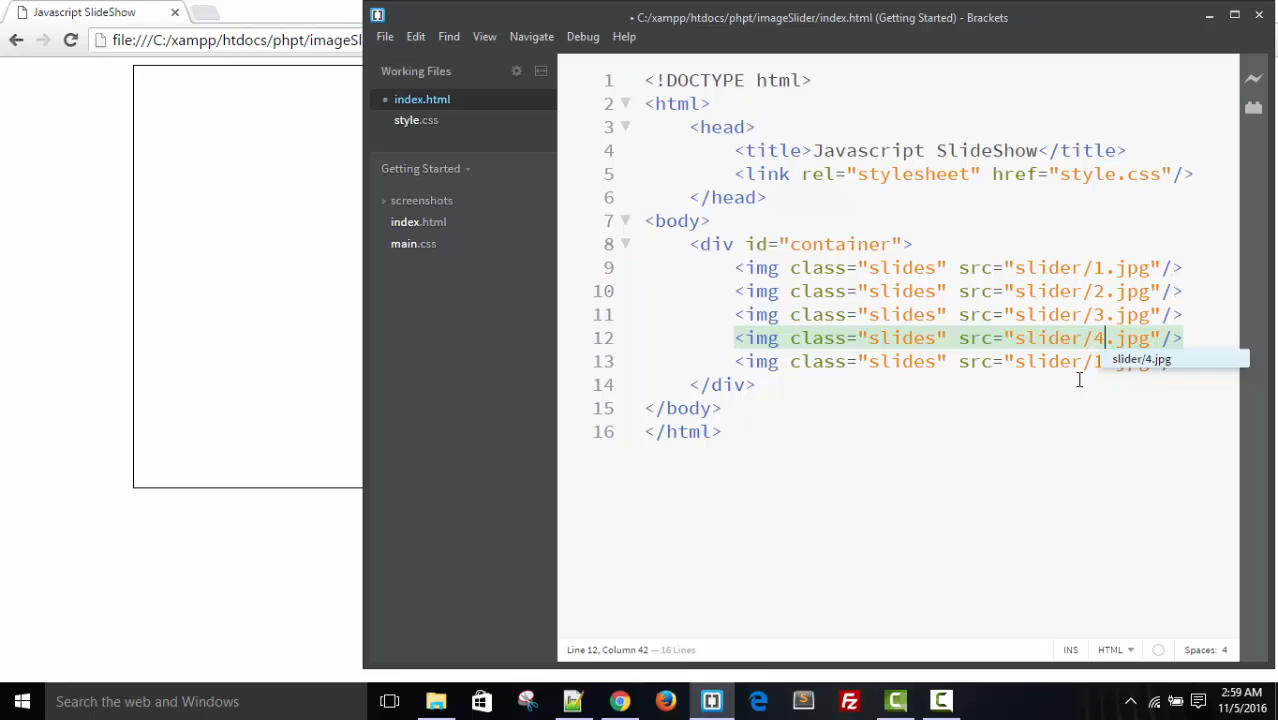 Javascript SlideShow
file:///C:/xampp/htdocs/phpt/imageSl
• C:/xampp/htdocs/phpt/imageSlider/index.html (Getting Started) - Brackets
File Edit Find View Navigate Debug Help
Working Files
• index.html
style.css
Getting Started
screenshots
index.html
main.css
1 <!DOCTYPE html>
2 <html>
3 <head>
4 <title>Javascript SlideShow</title>
5 <link rel="stylesheet" href="style.css"/>
6 </head>
7 <body>
8 <div id="container">
9 <img class="slides" src="slider/1.jpg"/>
10 <img class="slides" src="slider/2.jpg"/>
11 <img class="slides" src="slider/3.jpg"/>
12 <img class="slides" src="slider/4.jpg"/>
slider/4.jpg
13 <img class="slides" src="slider/1
14 </div>
15 </body>
16 </html>
Line 12, Column 42 — 16 Lines
INS HTML Spaces: 4
Search the web and Windows
2:59 AM
11/5/2016